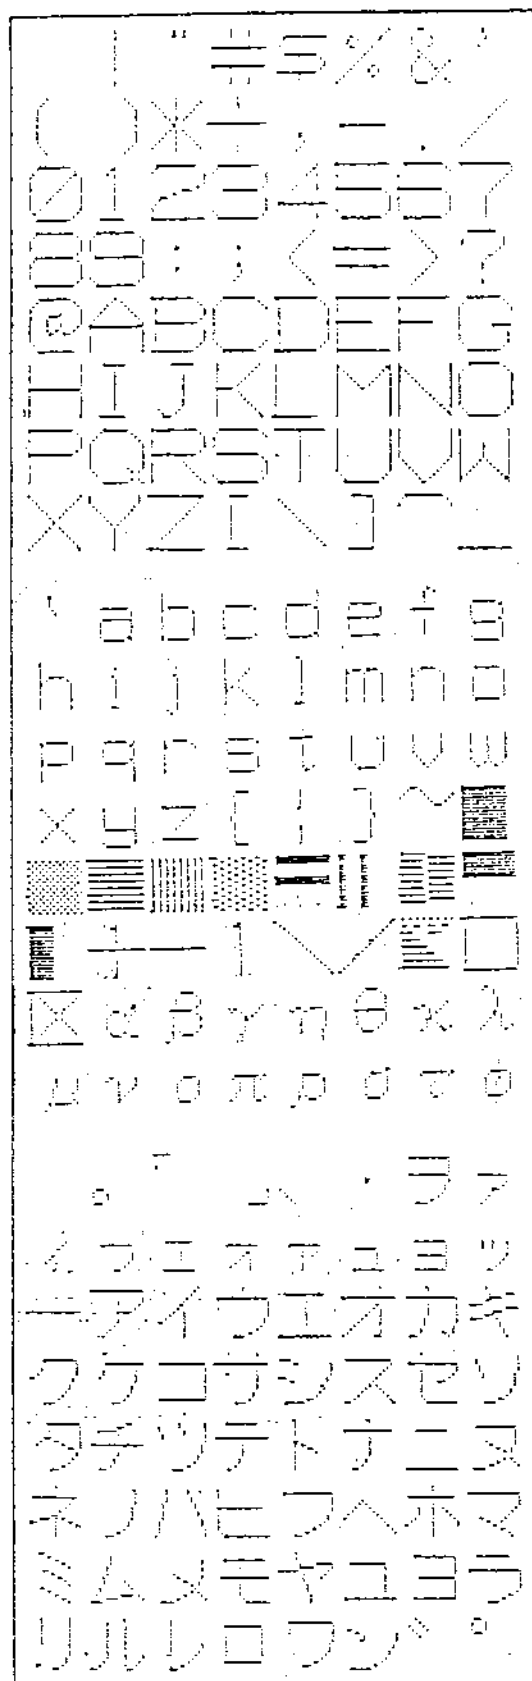 ! " # $ % & '
( ) * + , - . /
0 1 2 3 4 5 6 7
8 9 : ; < = > ?
@ A B C D E F G
H I J K L M N O
P Q R S T U V W
X Y Z [ \ ] ^ _
` a b c d e f g
h i j k l m n o
p q r s t u v w
x y z { | } ~
α β γ η θ κ λ
μ ν ο π ρ σ τ φ
。 「 」 、 ・ ヲ ァ
ィ ゥ ェ ォ ャ ュ ョ ッ
ー ア イ ウ エ オ カ キ
ク ケ コ サ シ ス セ ソ
タ チ ツ テ ト ナ ニ ヌ
ネ ノ ハ ヒ フ ヘ ホ マ
ミ ム メ モ ヤ ユ ヨ ラ
リ ル レ ロ ワ ン ゛ ゜